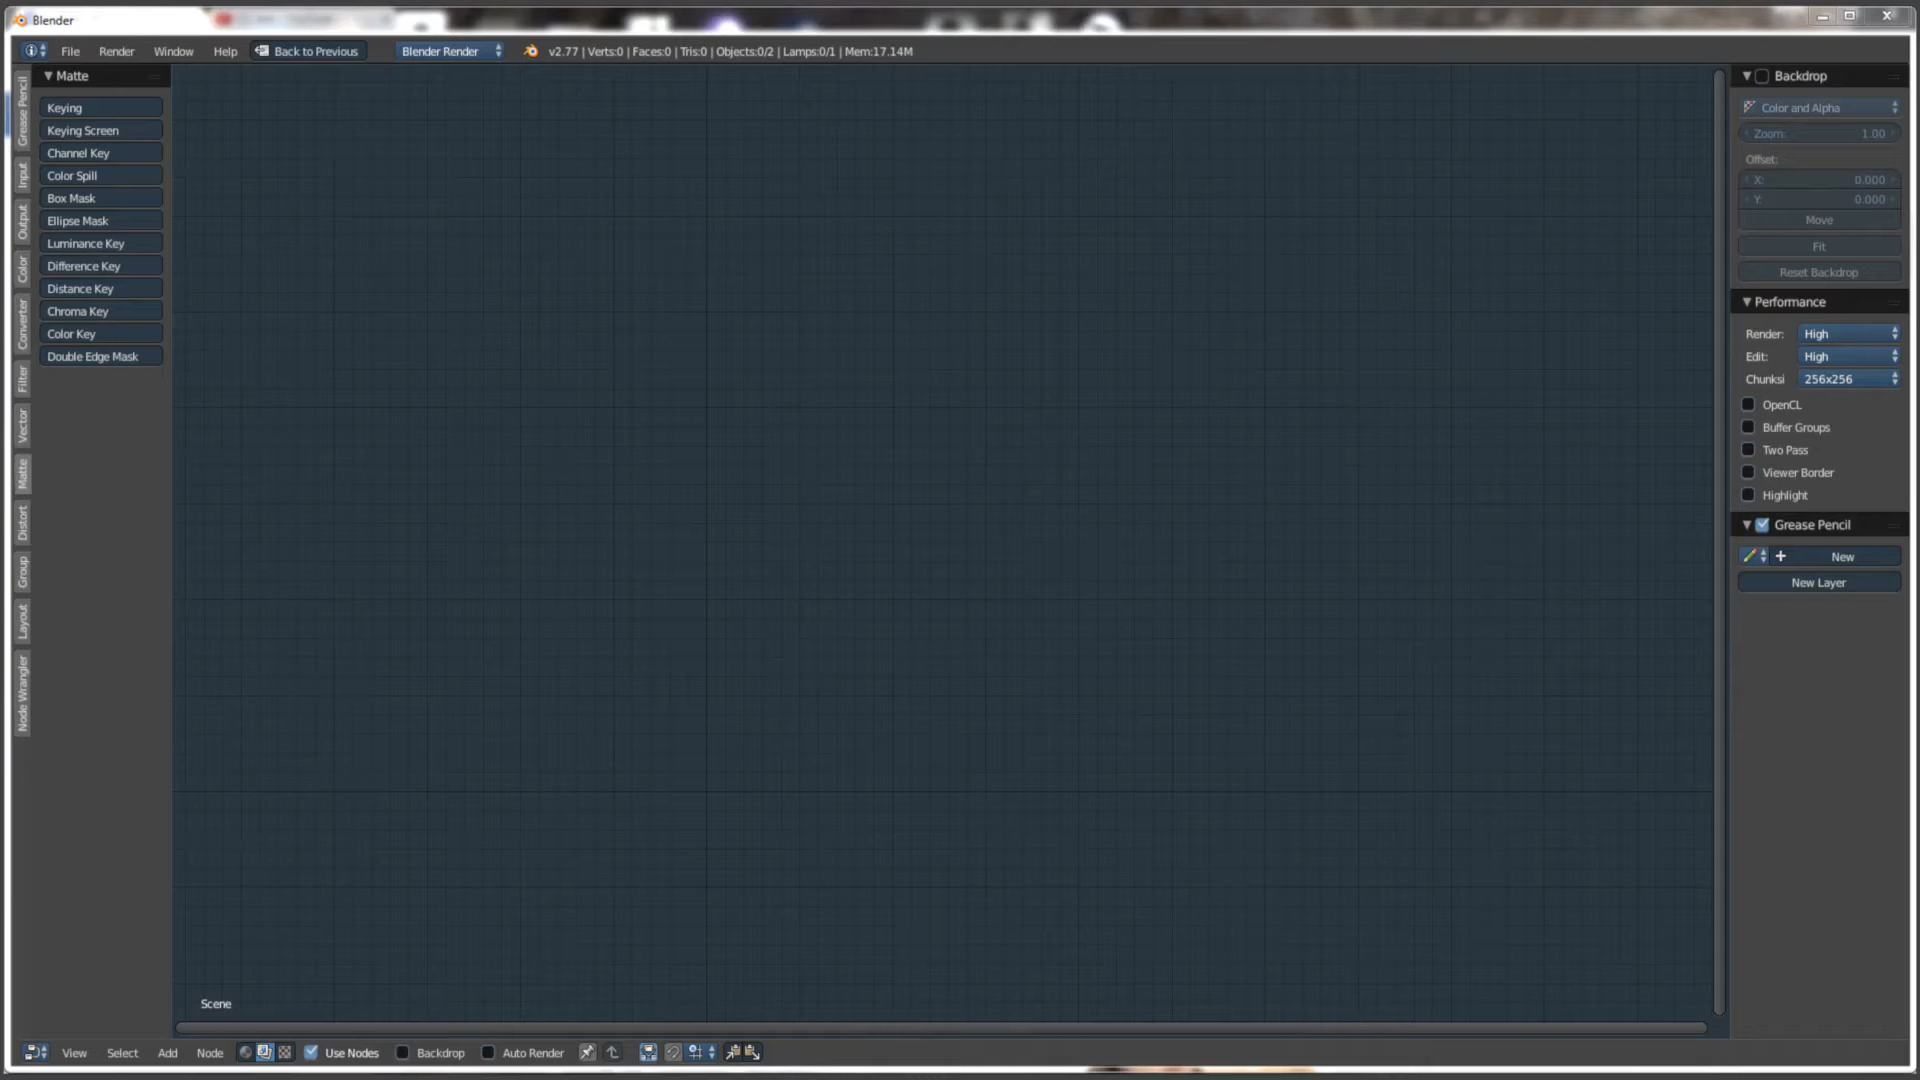 Blender
File Render Window Help Back to Previous Blender Render v2.77 | Verts:0 | Faces:0 | Tris:0 | Objects:0/2 | Lamps:0/1 | Mem:17.14M
Grease Pencil
Input
Output
Color
Converter
Filter
Vector
Matte
Distort
Group
Layout
Node Wrangler
Matte
Keying
Keying Screen
Channel Key
Color Spill
Box Mask
Ellipse Mask
Luminance Key
Difference Key
Distance Key
Chroma Key
Color Key
Double Edge Mask
Scene
Backdrop
Color and Alpha
Zoom: 1.00
Offset:
X: 0.000
Y: 0.000
Move
Fit
Reset Backdrop
Performance
Render: High
Edit: High
Chunksi 256x256
OpenCL
Buffer Groups
Two Pass
Viewer Border
Highlight
Grease Pencil
New
New Layer
View Select Add Node Use Nodes Backdrop Auto Render